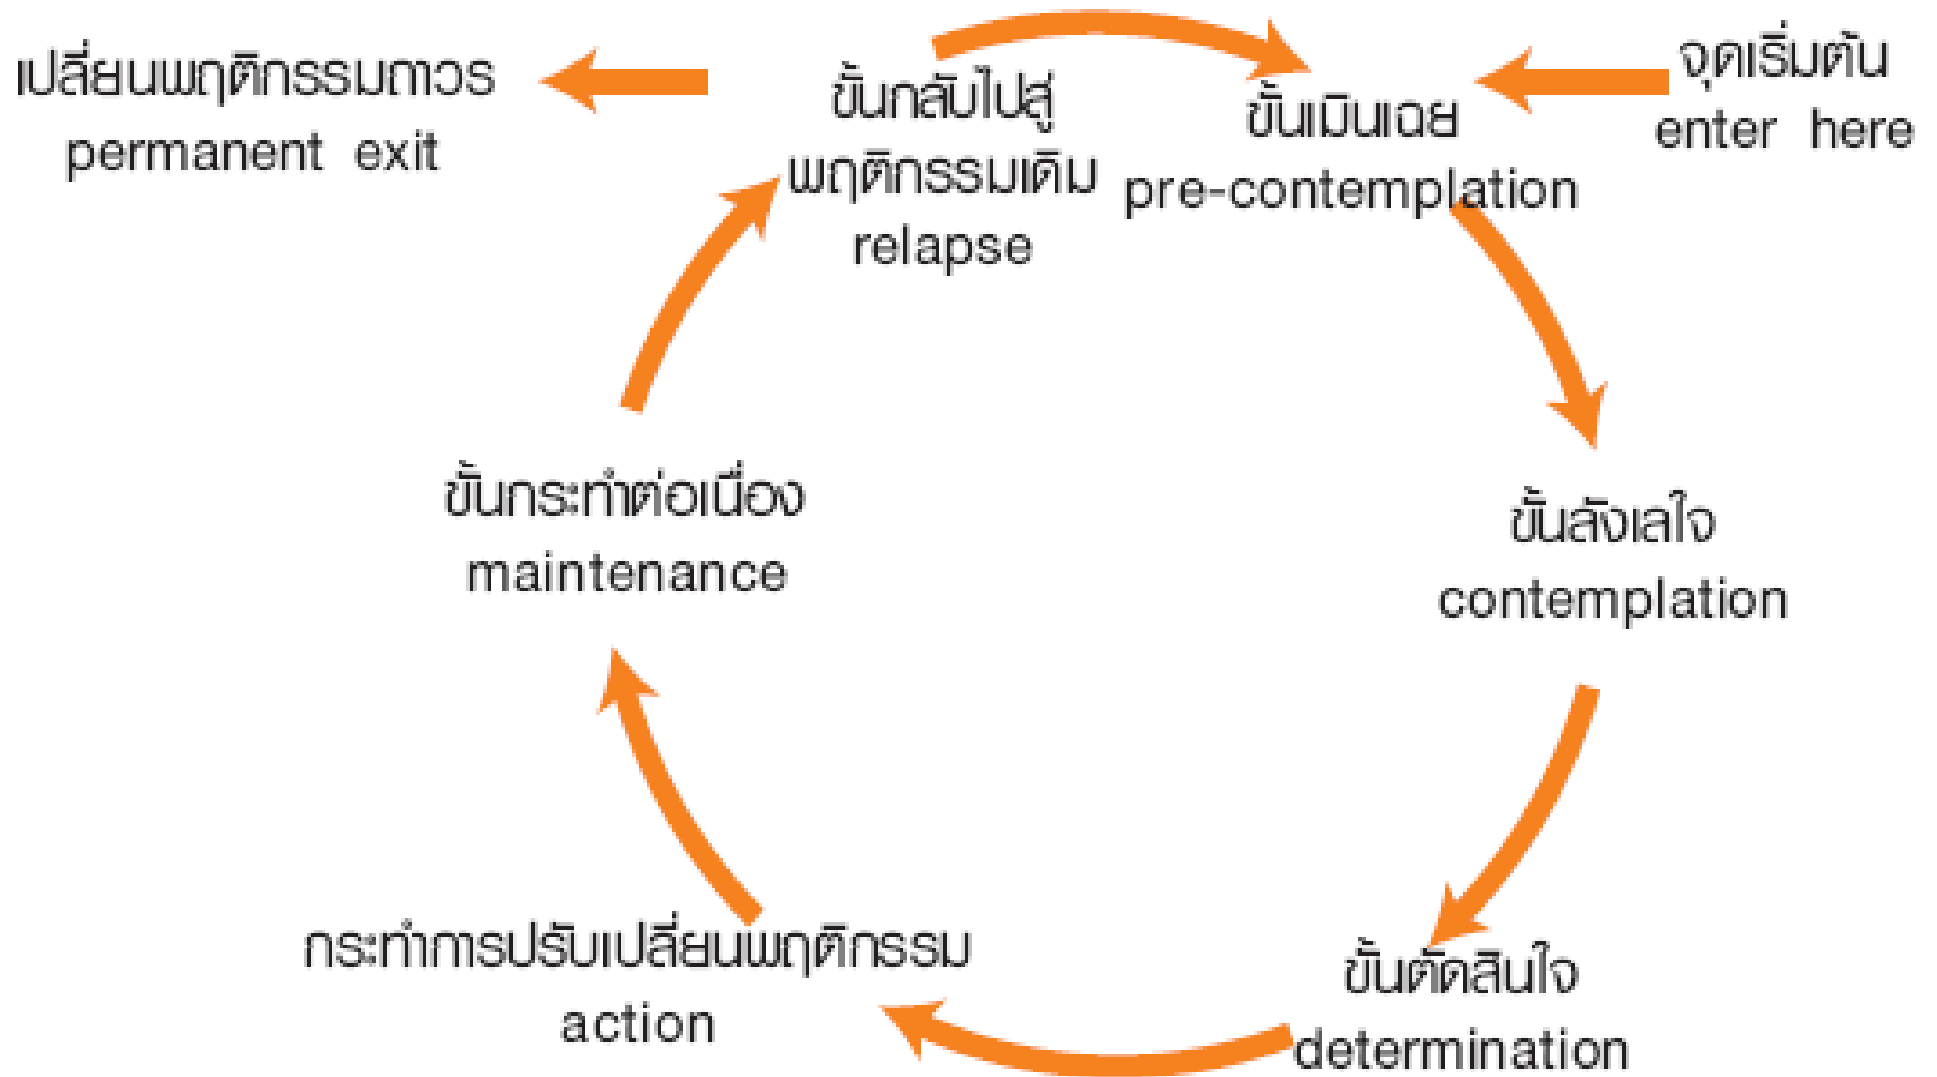 เปลี่ยนพฤติกรรมถาวร
permanent exit
ขั้นกลับไปสู่
พฤติกรรมเดิม
relapse
ขั้นเมินเฉย
pre-contemplation
จุดเริ่มต้น
enter here
ขั้นกระทำต่อเนื่อง
maintenance
ขั้นลังเลใจ
contemplation
กระทำการปรับเปลี่ยนพฤติกรรม
action
ขั้นตัดสินใจ
determination